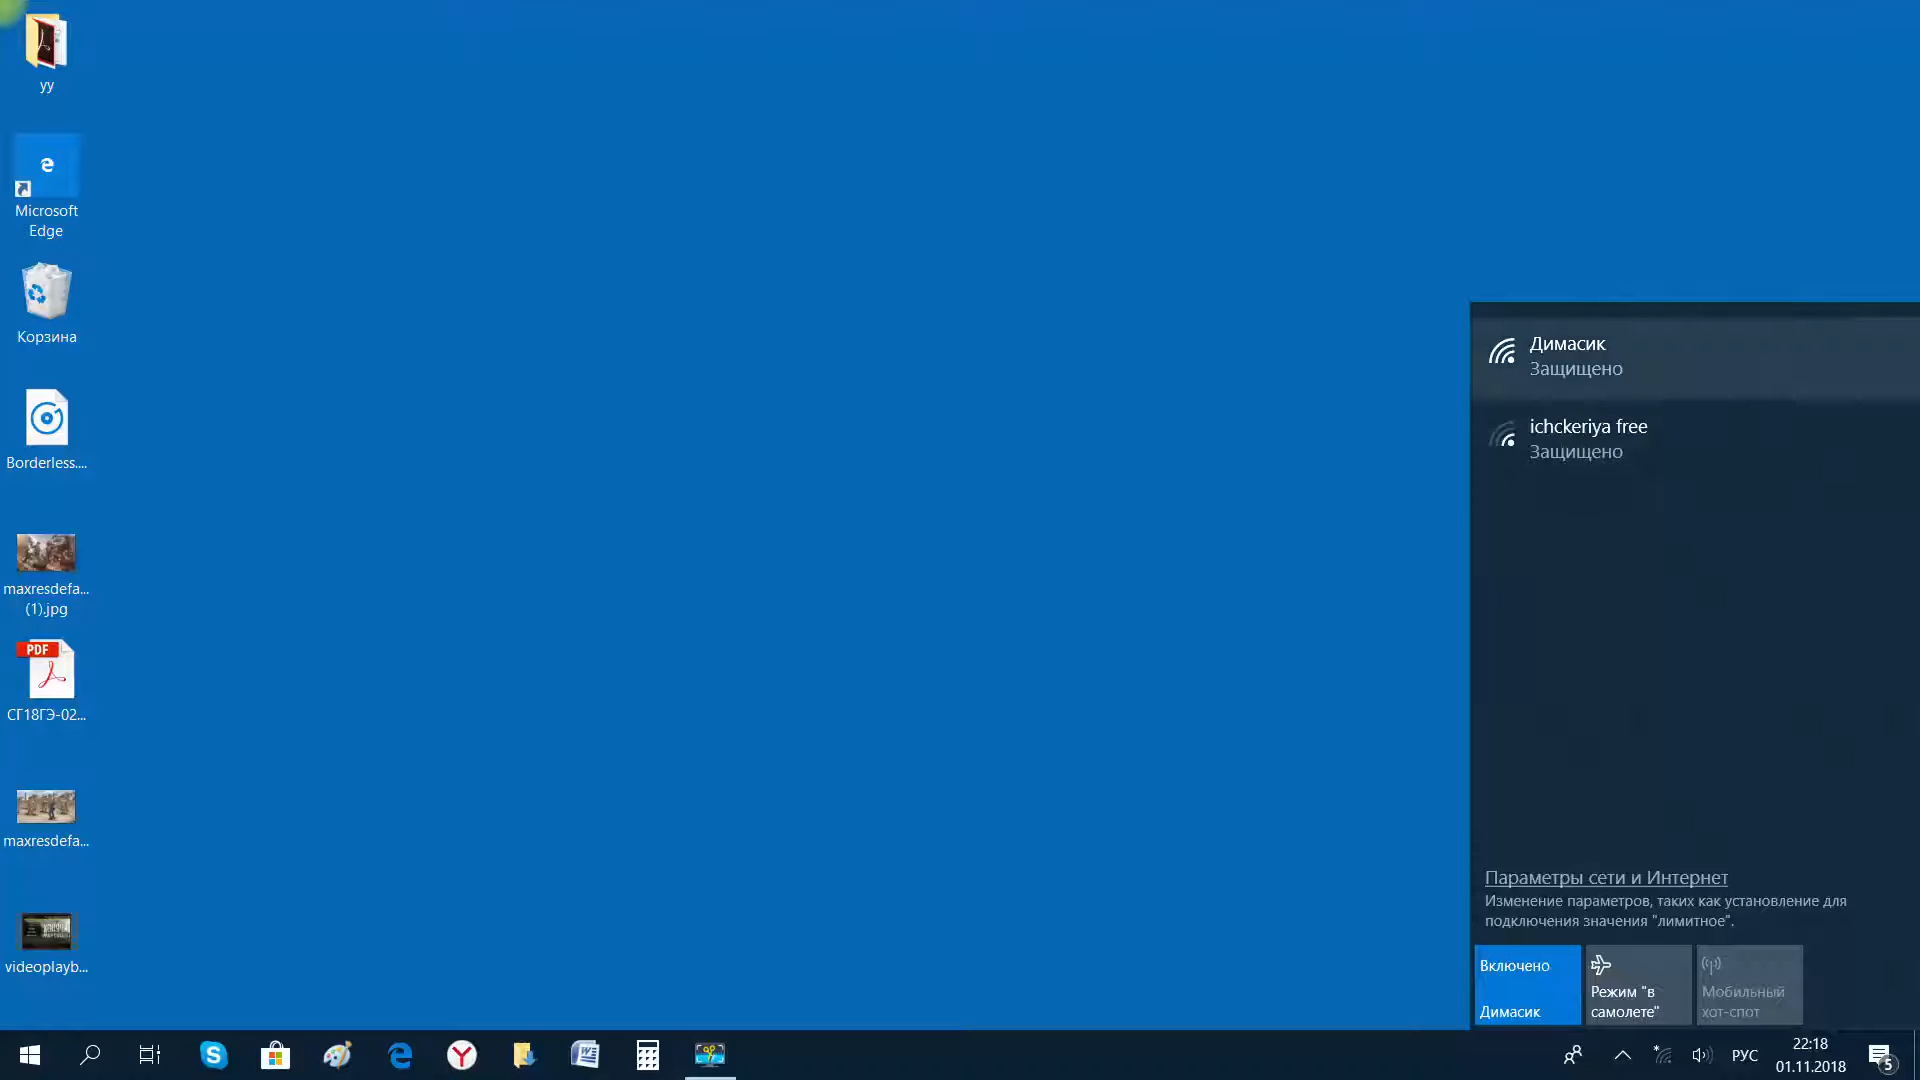 yy
Microsoft
Edge
Корзина
Borderless....
maxresdefa...
(1).jpg
PDF
СГ18ГЭ-02...
maxresdefa...
videoplayb...
Димасик
Защищено
ichckeriya free
Защищено
Параметры сети и Интернет
Изменение параметров, таких как установление для
подключения значения "лимитное".
Включено
Димасик
Режим "в
самолете"
Мобильный
хот-спот
РУС
22:18
01.11.2018
5